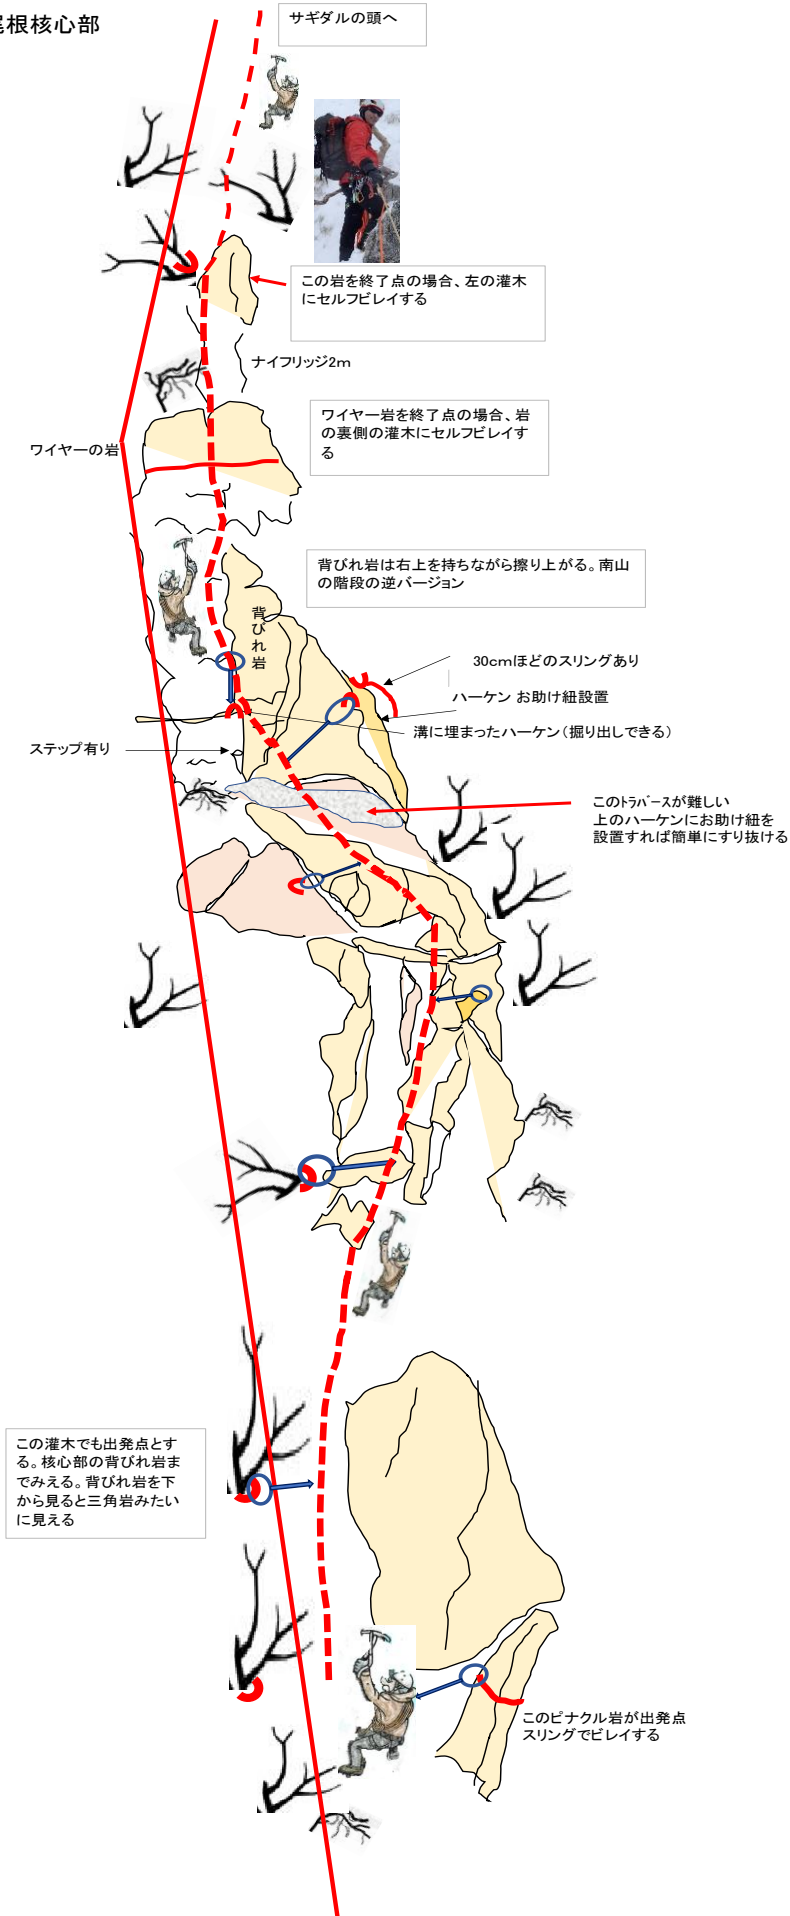 尾根核心部
サギダルの頭へ
この岩を終了点の場合、左の灌木
にセルフビレイする
ナイフリッジ2m
ワイヤー岩を終了点の場合、岩
の裏側の灌木にセルフビレイす
る
ワイヤーの岩
背びれ岩は右上を持ちながら擦り上がる。南山
の階段の逆バージョン
背びれ岩
30cmほどのスリングあり
ハーケン お助け紐設置
溝に埋まったハーケン(掘り出しできる)
ステップ有り
このトラバースが難しい
上のハーケンにお助け紐を
設置すれば簡単にすり抜ける
この灌木でも出発点とす
る。核心部の背びれ岩ま
でみえる。背びれ岩を下
から見ると三角岩みたい
に見える
このピナクル岩が出発点
スリングでビレイする